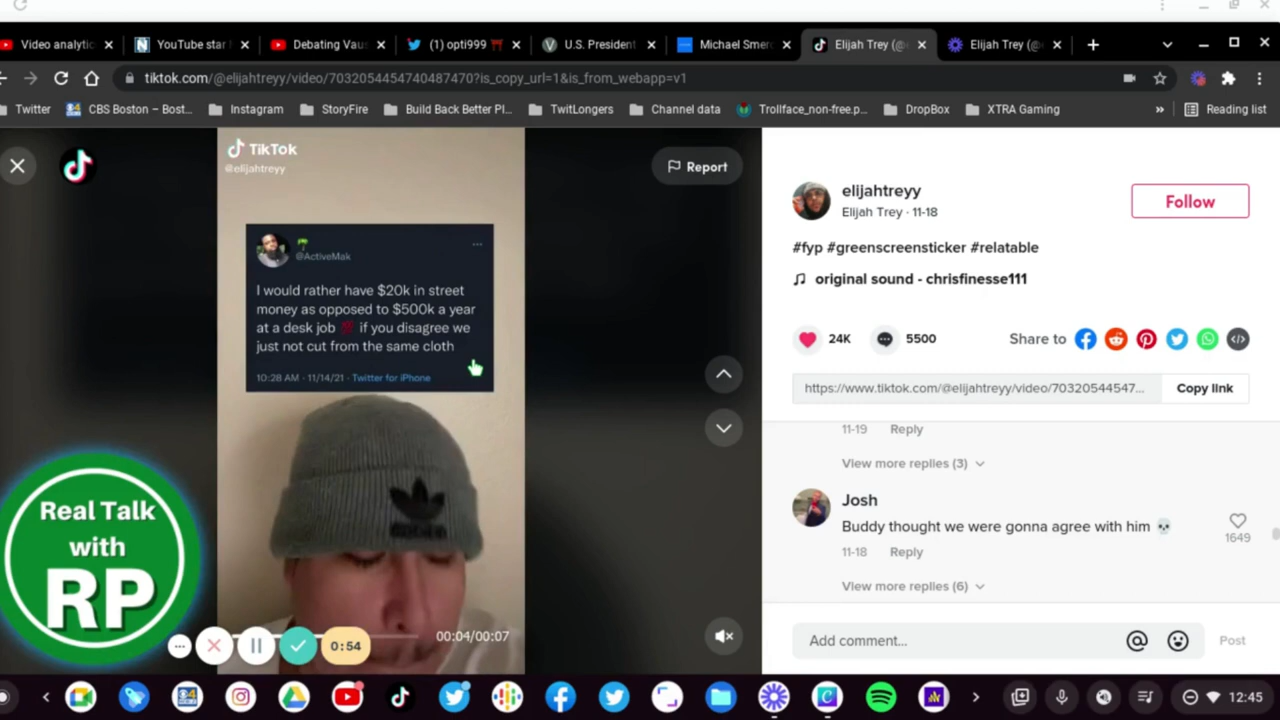 Video analytic
YouTube star
Debating Vaus
(1) opti999
U.S. President
Michael Smerc
Elijah Trey (@e
Elijah Trey (@e
tiktok.com/@elijahtreyy/video/7032054454740487470?is_copy_url=1&is_from_webapp=v1
Twitter
CBS Boston – Bost...
Instagram
StoryFire
Build Back Better Pl...
TwitLongers
Channel data
Trollface_non-free.p...
DropBox
XTRA Gaming
»
Reading list
TikTok
@elijahtreyy
Report
@ActiveMak
I would rather have $20k in street
money as opposed to $500k a year
at a desk job 💯 if you disagree we
just not cut from the same cloth
10:28 AM · 11/14/21 · Twitter for iPhone
Real Talk
with
RP
0:54
00:04/00:07
elijahtreyy
Elijah Trey · 11-18
Follow
#fyp #greenscreensticker #relatable
♫ original sound - chrisfinesse111
24K
5500
Share to
https://www.tiktok.com/@elijahtreyy/video/70320544547...
Copy link
11-19
Reply
View more replies (3)
Josh
Buddy thought we were gonna agree with him 💀
1649
11-18
Reply
View more replies (6)
Add comment...
@
Post
12:45